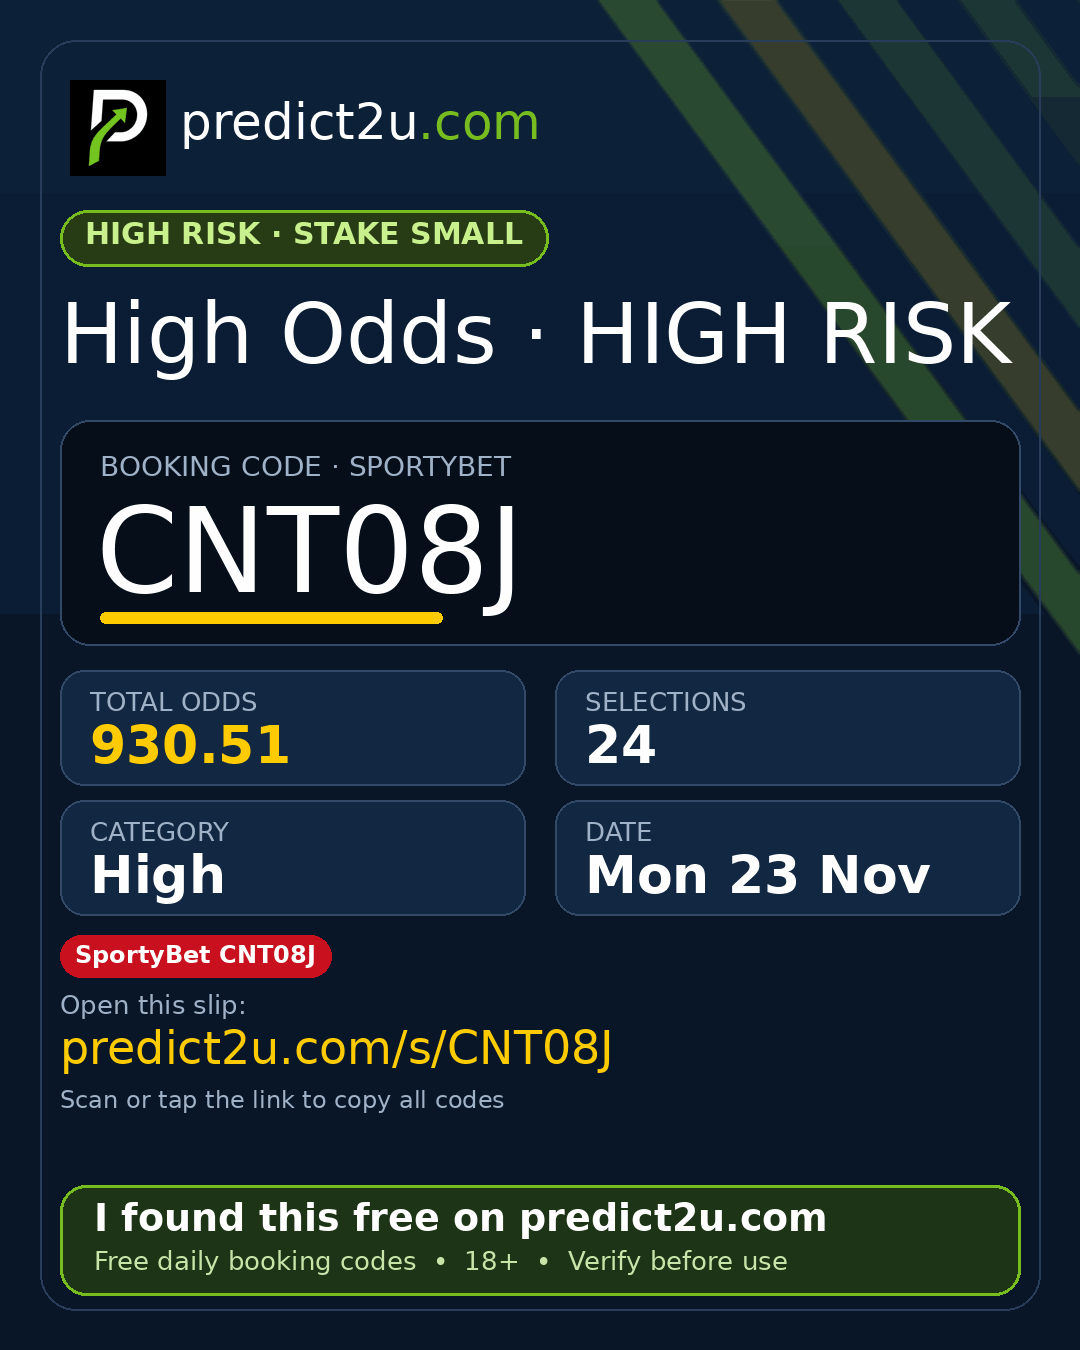 predict2u.com
HIGH RISK · STAKE SMALL
High Odds · HIGH RISK
BOOKING CODE · SPORTYBET
CNT08J
TOTAL ODDS
930.51
SELECTIONS
24
CATEGORY
High
DATE
Mon 23 Nov
SportyBet CNT08J
Open this slip:
predict2u.com/s/CNT08J
Scan or tap the link to copy all codes
I found this free on predict2u.com
Free daily booking codes • 18+ • Verify before use